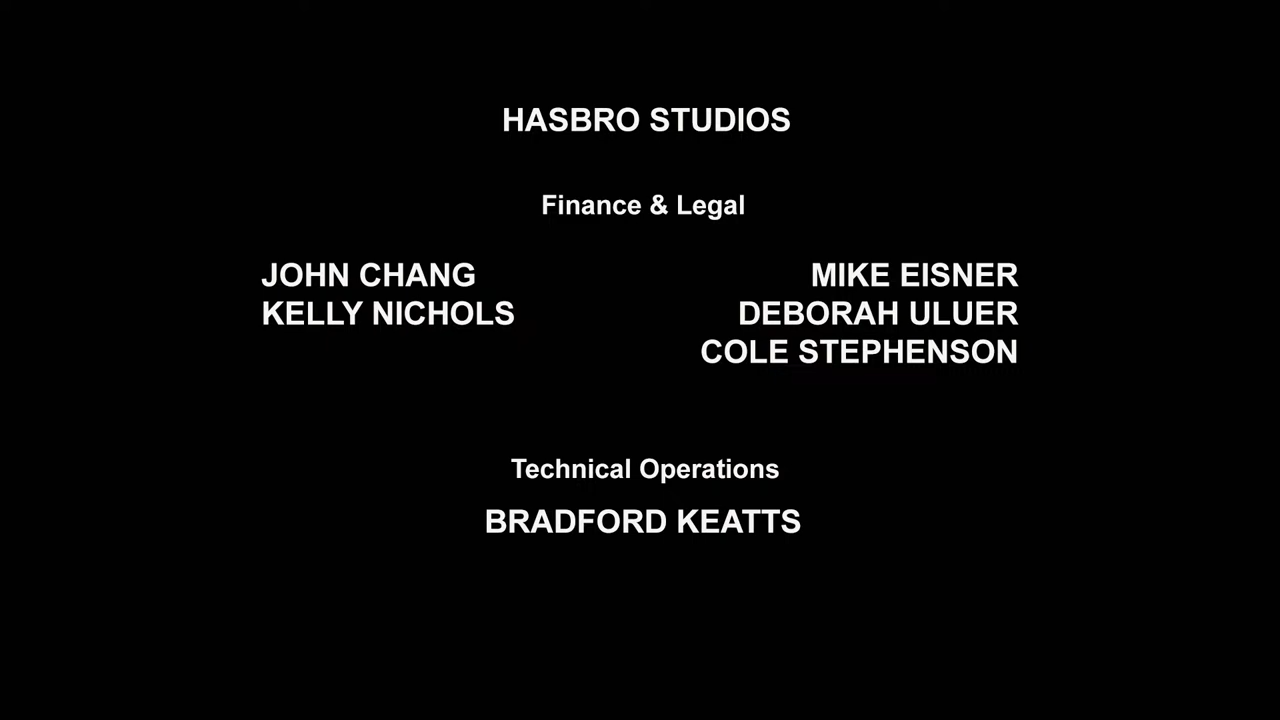 HASBRO STUDIOS
Finance & Legal
JOHN CHANG MIKE EISNER
KELLY NICHOLS DEBORAH ULUER
COLE STEPHENSON
Technical Operations
BRADFORD KEATTS